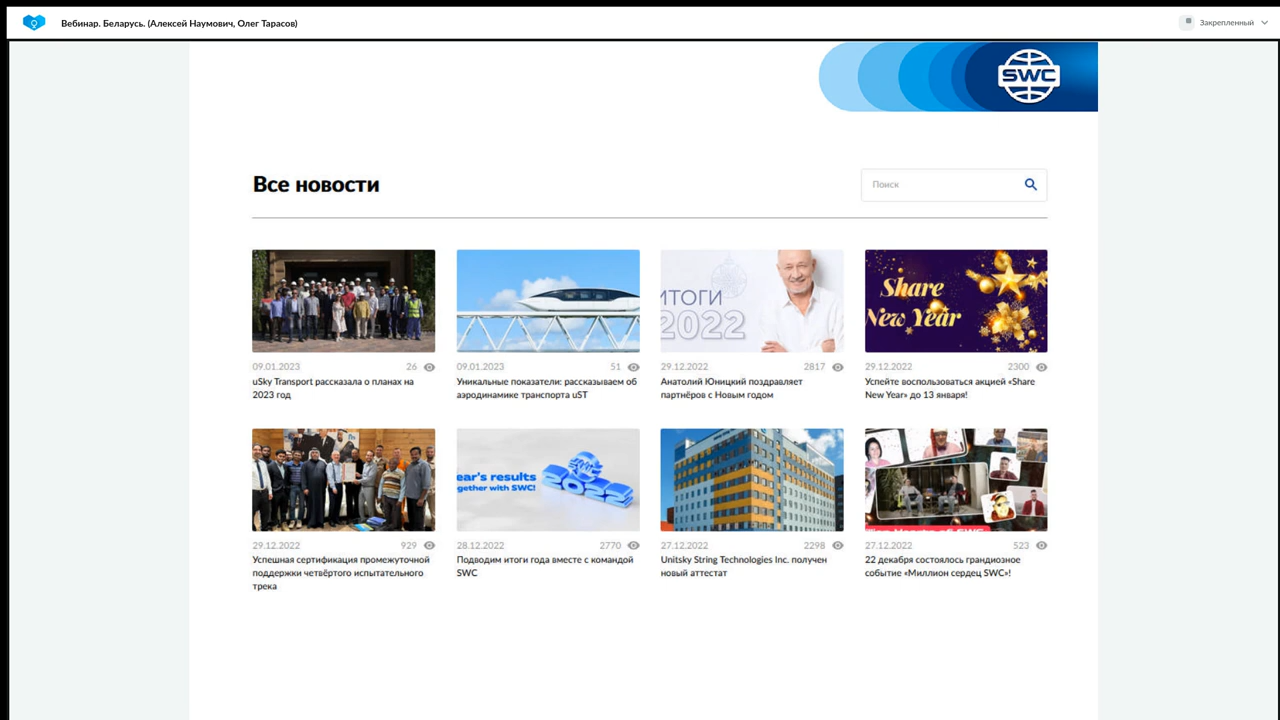 Вебинар. Беларусь. (Алексей Наумович, Олег Тарасов)
Закрепленный
SWC
Все новости
Поиск
ИТОГИ
2022
Share
New Year
09.01.2023 26
09.01.2023 51
29.12.2022 2817
29.12.2022 2300
uSky Transport рассказала о планах на
2023 год
Уникальные показатели: рассказываем об
аэродинамике транспорта uST
Анатолий Юницкий поздравляет
партнёров с Новым годом
Успейте воспользоваться акцией «Share
New Year» до 13 января!
ear's results
gether with SWC!
SWC
2022
29.12.2022 929
28.12.2022 2770
27.12.2022 2298
27.12.2022 523
Успешная сертификация промежуточной
поддержки четвёртого испытательного
трека
Подводим итоги года вместе с командой
SWC
Unitsky String Technologies Inc. получен
новый аттестат
22 декабря состоялось грандиозное
событие «Миллион сердец SWC»!